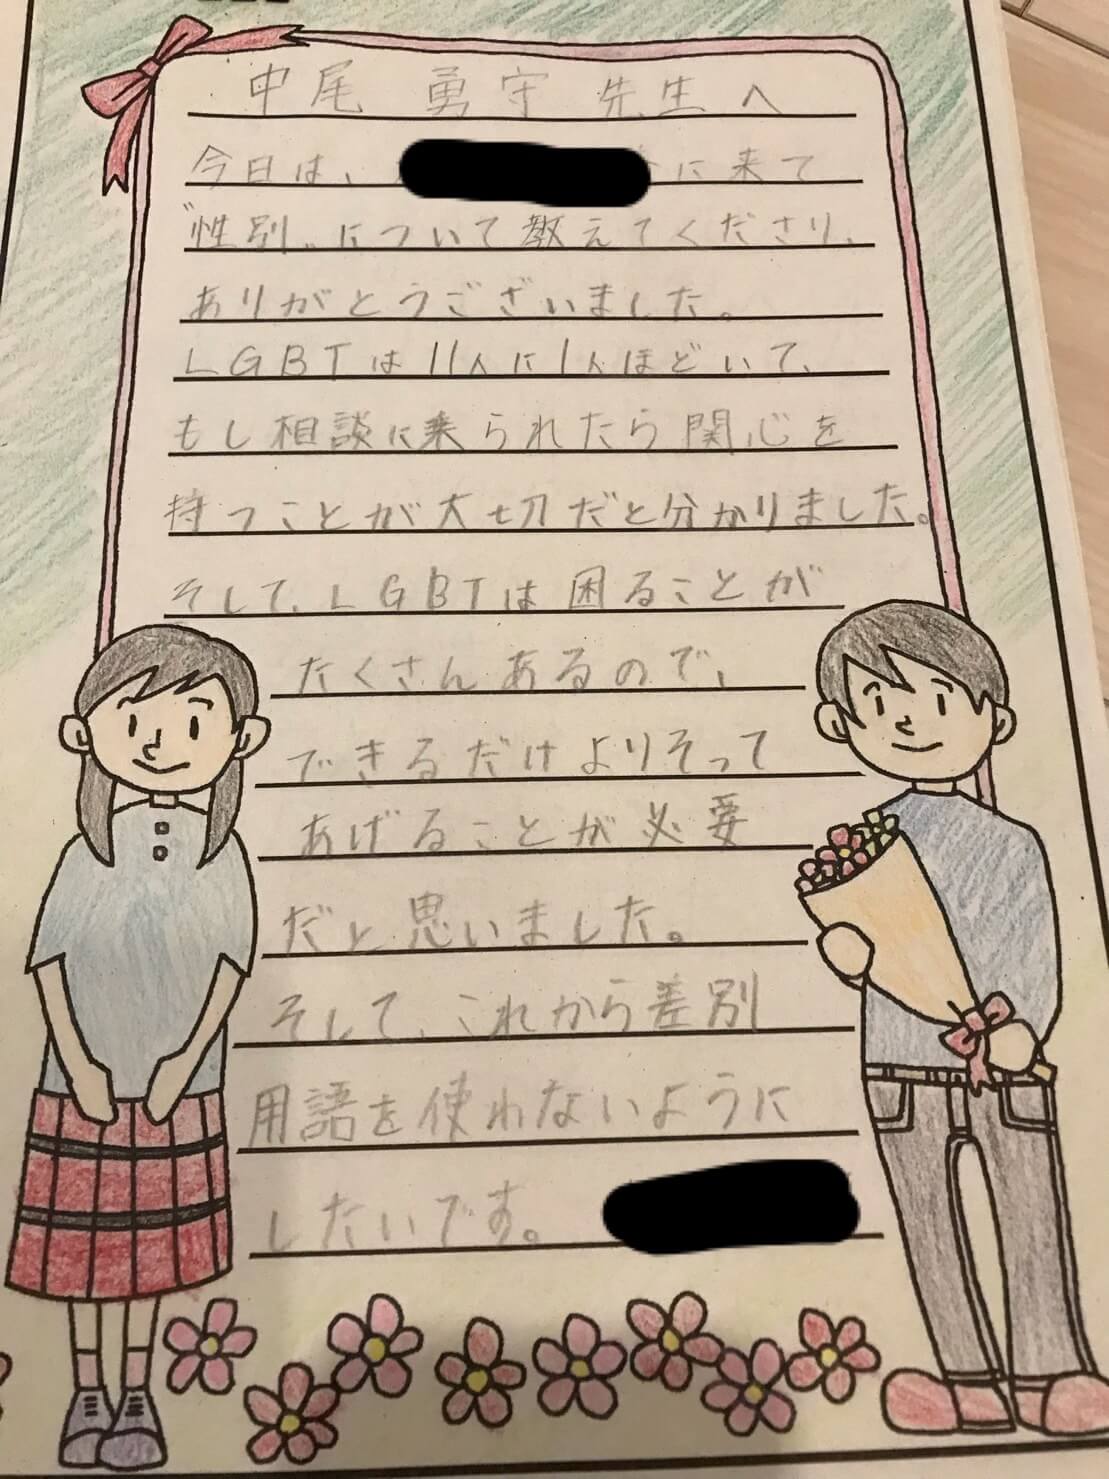 中尾 勇守 先生へ
今日は、 に来て
"性別"について教えてくださり、
ありがとうございました。
LGBTは11人に1人ほどいて、
もし相談に乗られたら関心を
持つことが大切だと分かりました。
そして、LGBTは困ることが
たくさんあるので、
できるだけよりそって
あげることが必要
だと思いました。
そして、これから差別
用語を使わないように
したいです。